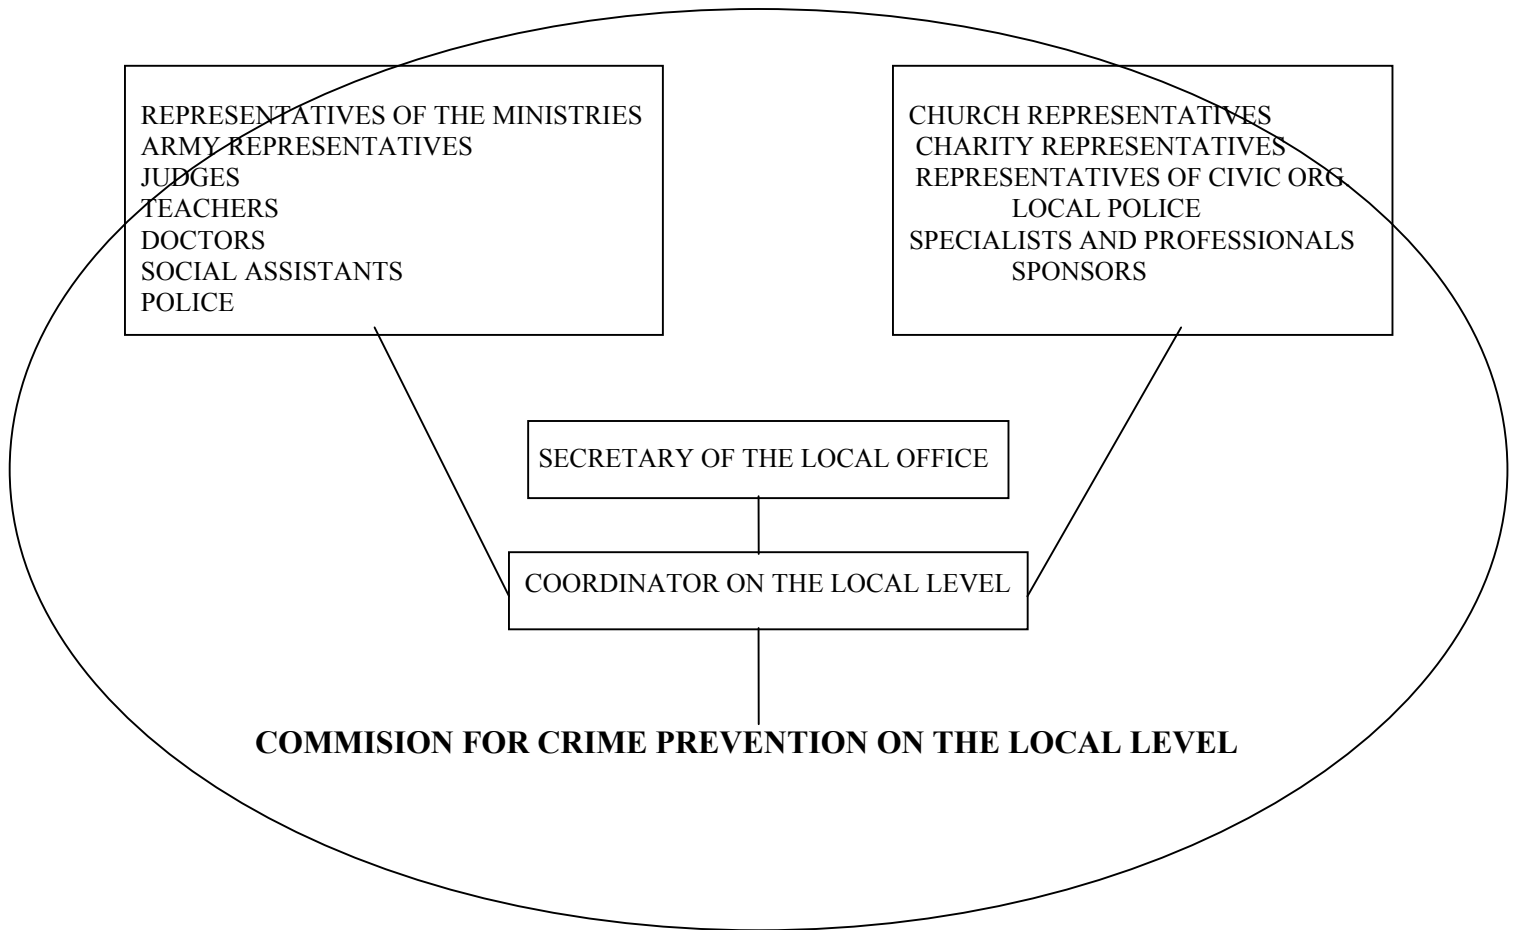 REPRESENTATIVES OF THE MINISTRIES
ARMY REPRESENTATIVES
JUDGES
TEACHERS
DOCTORS
SOCIAL ASSISTANTS
POLICE
CHURCH REPRESENTATIVES
CHARITY REPRESENTATIVES
REPRESENTATIVES OF CIVIC ORG
LOCAL POLICE
SPECIALISTS AND PROFESSIONALS
SPONSORS
SECRETARY OF THE LOCAL OFFICE
COORDINATOR ON THE LOCAL LEVEL
COMMISION FOR CRIME PREVENTION ON THE LOCAL LEVEL